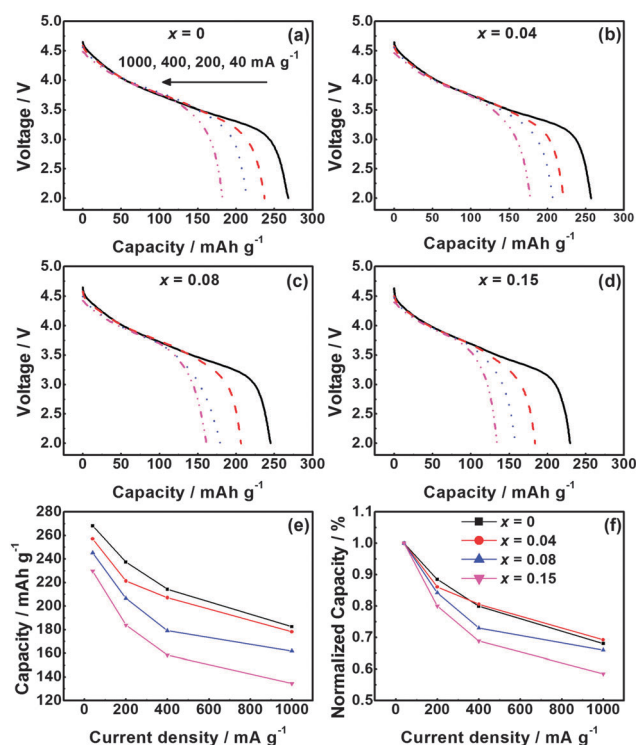 x = 0
(a)
1000, 400, 200, 40 mA g-1
5.0
4.5
4.0
3.5
3.0
2.5
2.0
Voltage / V
0 50 100 150 200 250 300
Capacity / mAh g-1
x = 0.04
(b)
5.0
4.5
4.0
3.5
3.0
2.5
2.0
Voltage / V
0 50 100 150 200 250 300
Capacity / mAh g-1
x = 0.08
(c)
5.0
4.5
4.0
3.5
3.0
2.5
2.0
Voltage / V
0 50 100 150 200 250 300
Capacity / mAh g-1
x = 0.15
(d)
5.0
4.5
4.0
3.5
3.0
2.5
2.0
Voltage / V
0 50 100 150 200 250 300
Capacity / mAh g-1
(e)
280
260
240
220
200
180
160
140
120
Capacity / mAh g-1
0 200 400 600 800 1000
Current density / mA g-1
(f)
x = 0
x = 0.04
x = 0.08
x = 0.15
1.1
1.0
0.9
0.8
0.7
0.6
0.5
Normalized Capacity / %
0 200 400 600 800 1000
Current density / mA g-1